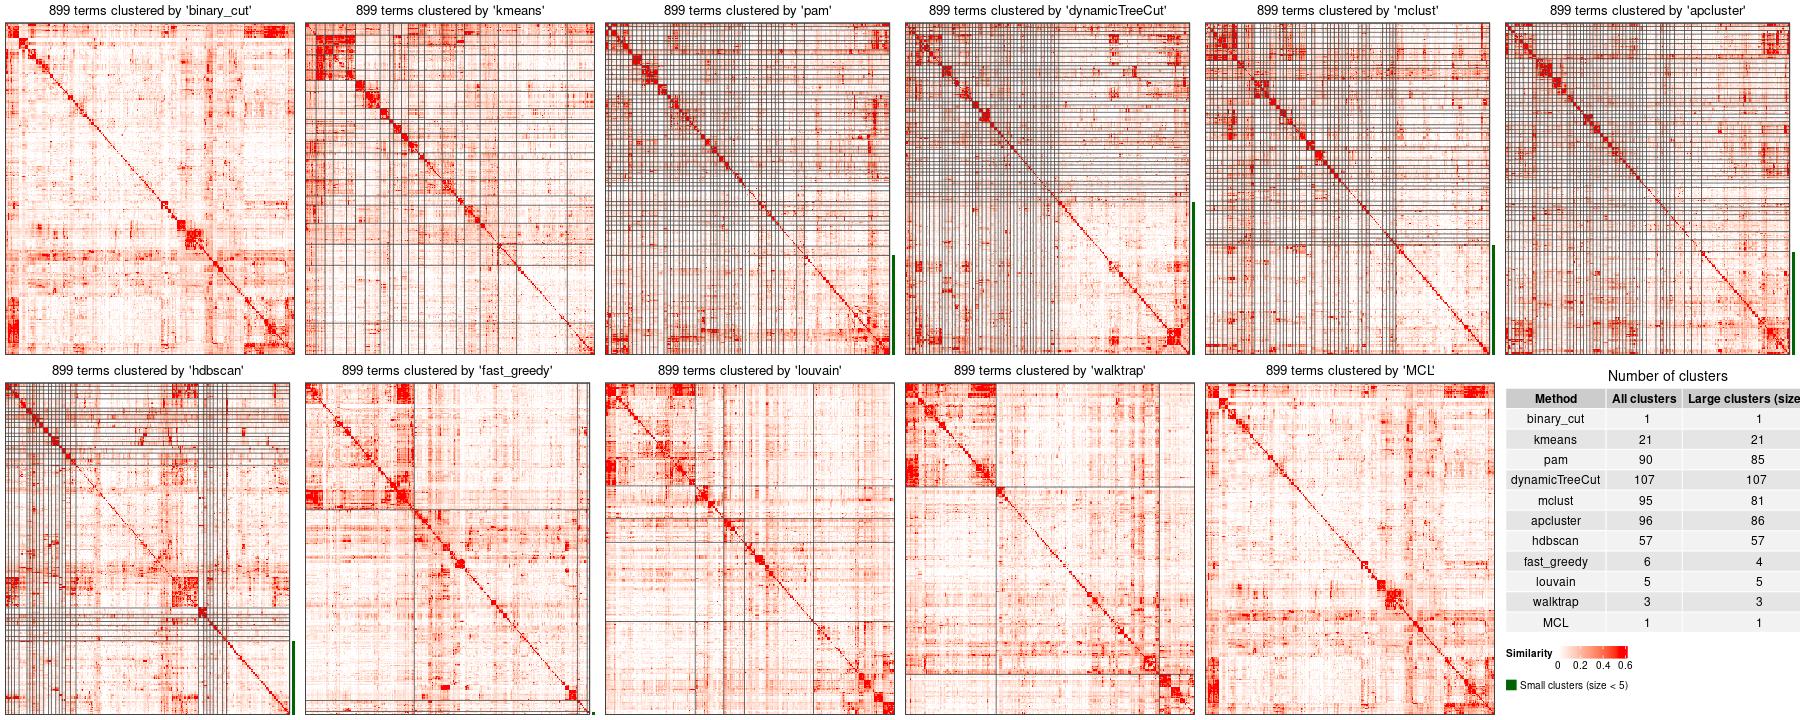 899 terms clustered by 'binary_cut'
899 terms clustered by 'kmeans'
899 terms clustered by 'pam'
899 terms clustered by 'dynamicTreeCut'
899 terms clustered by 'mclust'
899 terms clustered by 'apcluster'
899 terms clustered by 'hdbscan'
899 terms clustered by 'fast_greedy'
899 terms clustered by 'louvain'
899 terms clustered by 'walktrap'
899 terms clustered by 'MCL'
Number of clusters
Method All clusters Large clusters (size
binary_cut 1 1
kmeans 21 21
pam 90 85
dynamicTreeCut 107 107
mclust 95 81
apcluster 96 86
hdbscan 57 57
fast_greedy 6 4
louvain 5 5
walktrap 3 3
MCL 1 1
Similarity
0 0.2 0.4 0.6
Small clusters (size < 5)